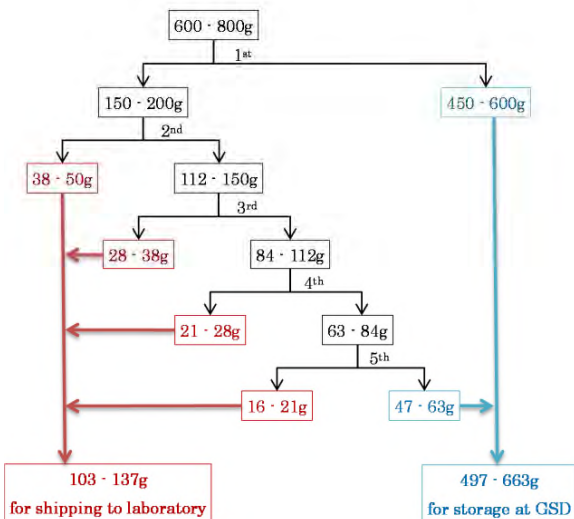 600 - 800g
1st
150 - 200g
450 - 600g
2nd
38 - 50g
112 - 150g
3rd
28 - 38g
84 - 112g
4th
21 - 28g
63 - 84g
5th
16 - 21g
47 - 63g
103 - 137g
for shipping to laboratory
497 - 663g
for storage at GSD